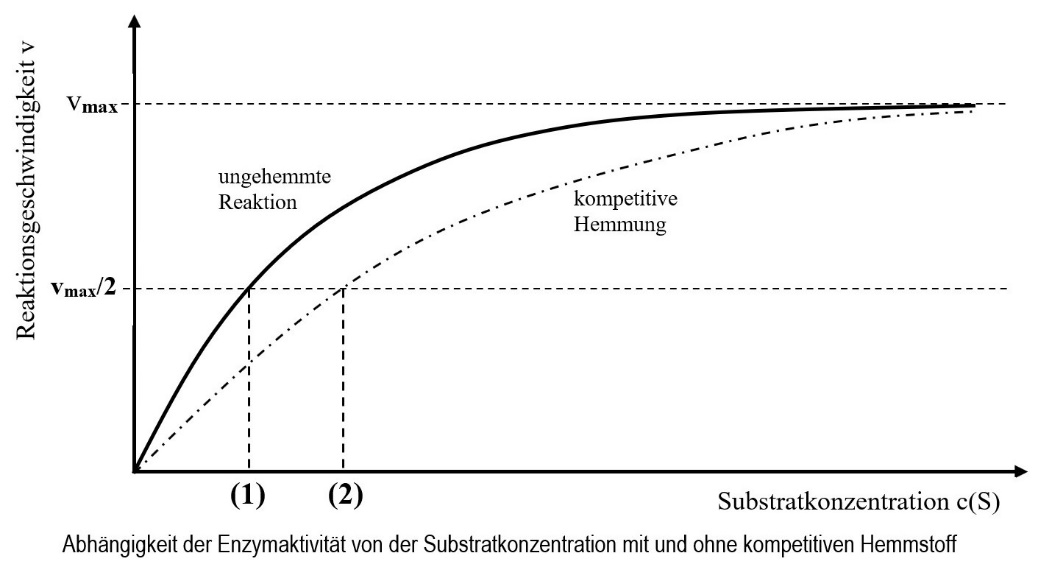 Reaktionsgeschwindigkeit v
Vmax
ungehemmte
Reaktion
kompetitive
Hemmung
vmax/2
(1) (2)
Substratkonzentration c(S)
Abhängigkeit der Enzymaktivität von der Substratkonzentration mit und ohne kompetitiven Hemmstoff